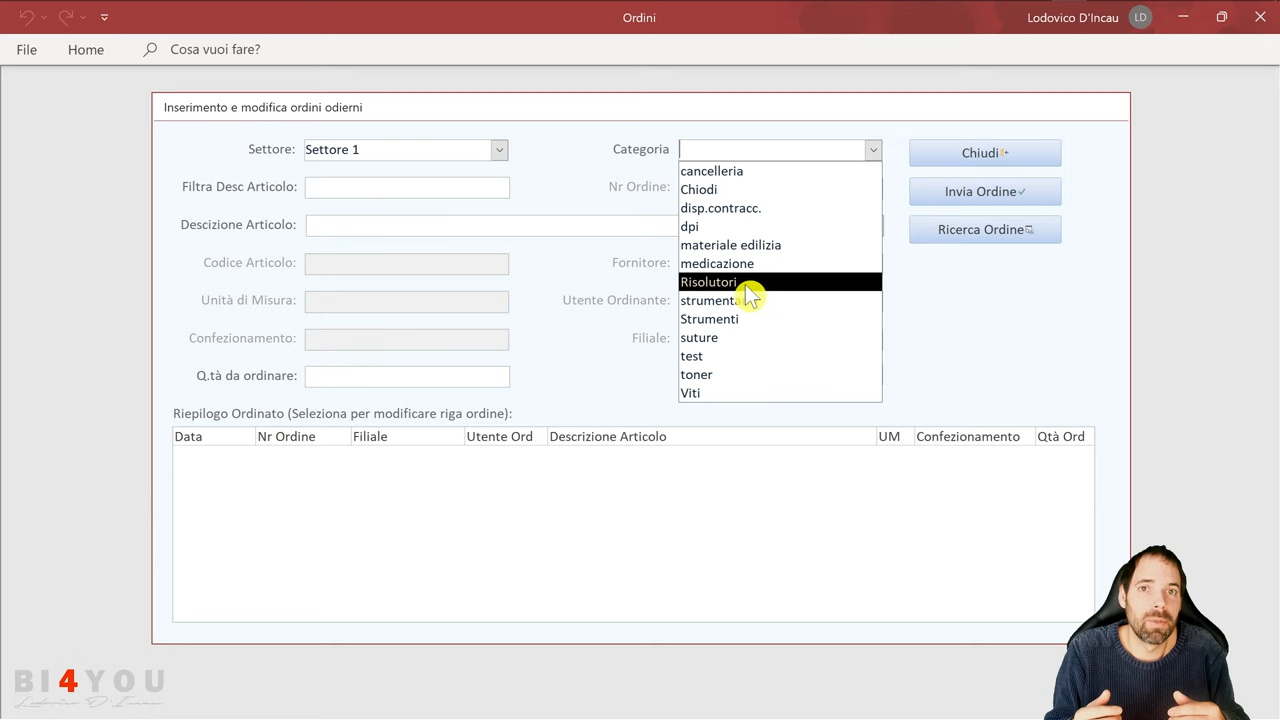 Ordini
Lodovico D'Incau
LD
File
Home
Cosa vuoi fare?
Inserimento e modifica ordini odierni
Settore:
Settore 1
Categoria
Chiudi
Filtra Desc Articolo:
Nr Ordine:
Invia Ordine
Descizione Articolo:
Ricerca Ordine
Codice Articolo:
Fornitore:
Unità di Misura:
Utente Ordinante:
Confezionamento:
Filiale:
Q.tà da ordinare:
cancelleria
Chiodi
disp.contracc.
dpi
materiale edilizia
medicazione
Risolutori
Strumenti
suture
test
toner
Viti
Riepilogo Ordinato (Seleziona per modificare riga ordine):
Data Nr Ordine Filiale Utente Ord Descrizione Articolo UM Confezionamento Qtà Ord
BI4YOU
Lodovico D'Incau